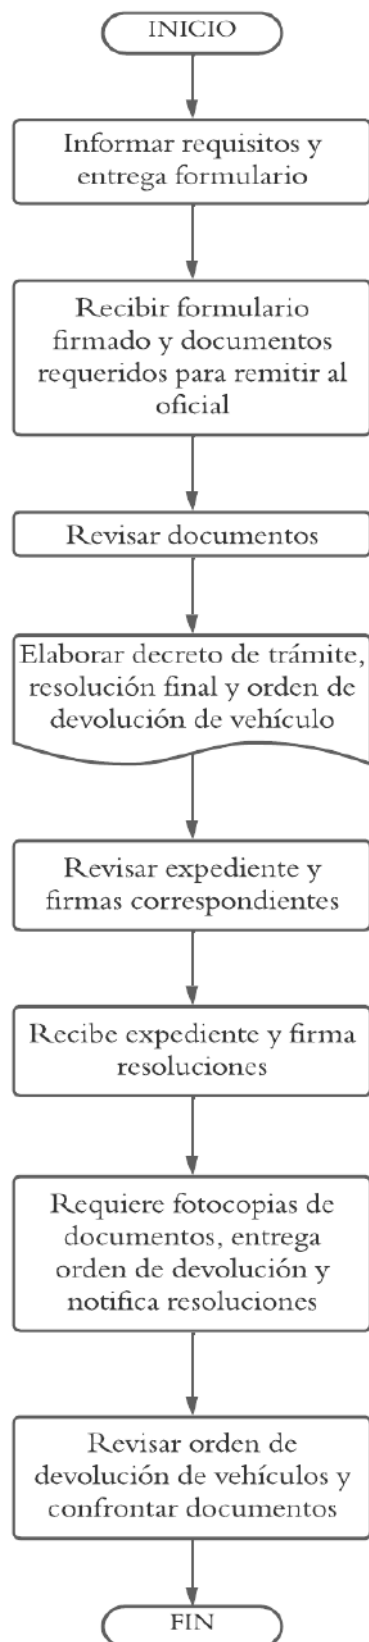 INICIO
Informar requisitos y
entrega formulario
Recibir formulario
firmado y documentos
requeridos para remitir al
oficial
Revisar documentos
Elaborar decreto de trámite,
resolución final y orden de
devolución de vehículo
Revisar expediente y
firmas correspondientes
Recibe expediente y firma
resoluciones
Requiere fotocopias de
documentos, entrega
orden de devolución y
notifica resoluciones
Revisar orden de
devolución de vehículos y
confrontar documentos
FIN